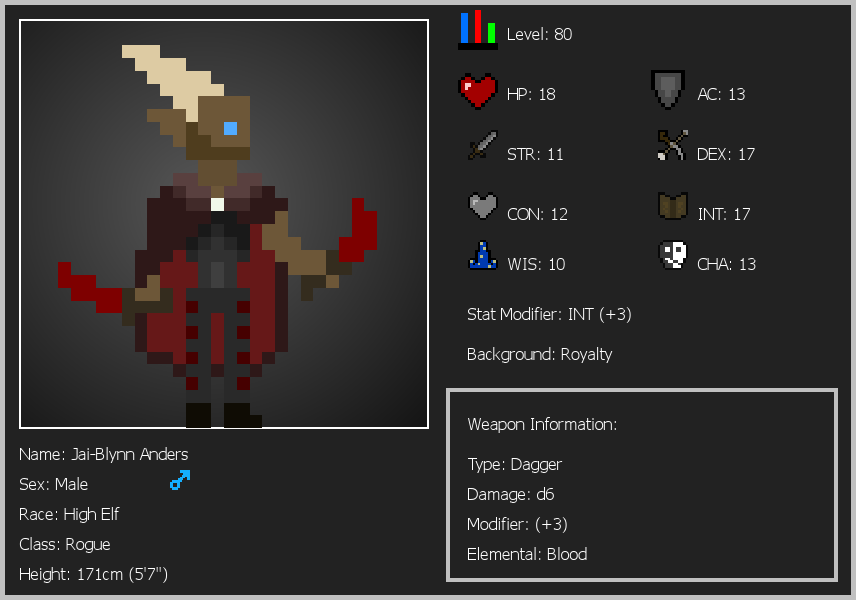 Level: 80
HP: 18
AC: 13
STR: 11
DEX: 17
CON: 12
INT: 17
WIS: 10
CHA: 13
Stat Modifier: INT (+3)
Background: Royalty
Weapon Information:
Type: Dagger
Damage: d6
Modifier: (+3)
Elemental: Blood
Name: Jai-Blynn Anders
Sex: Male
Race: High Elf
Class: Rogue
Height: 171cm (5'7")